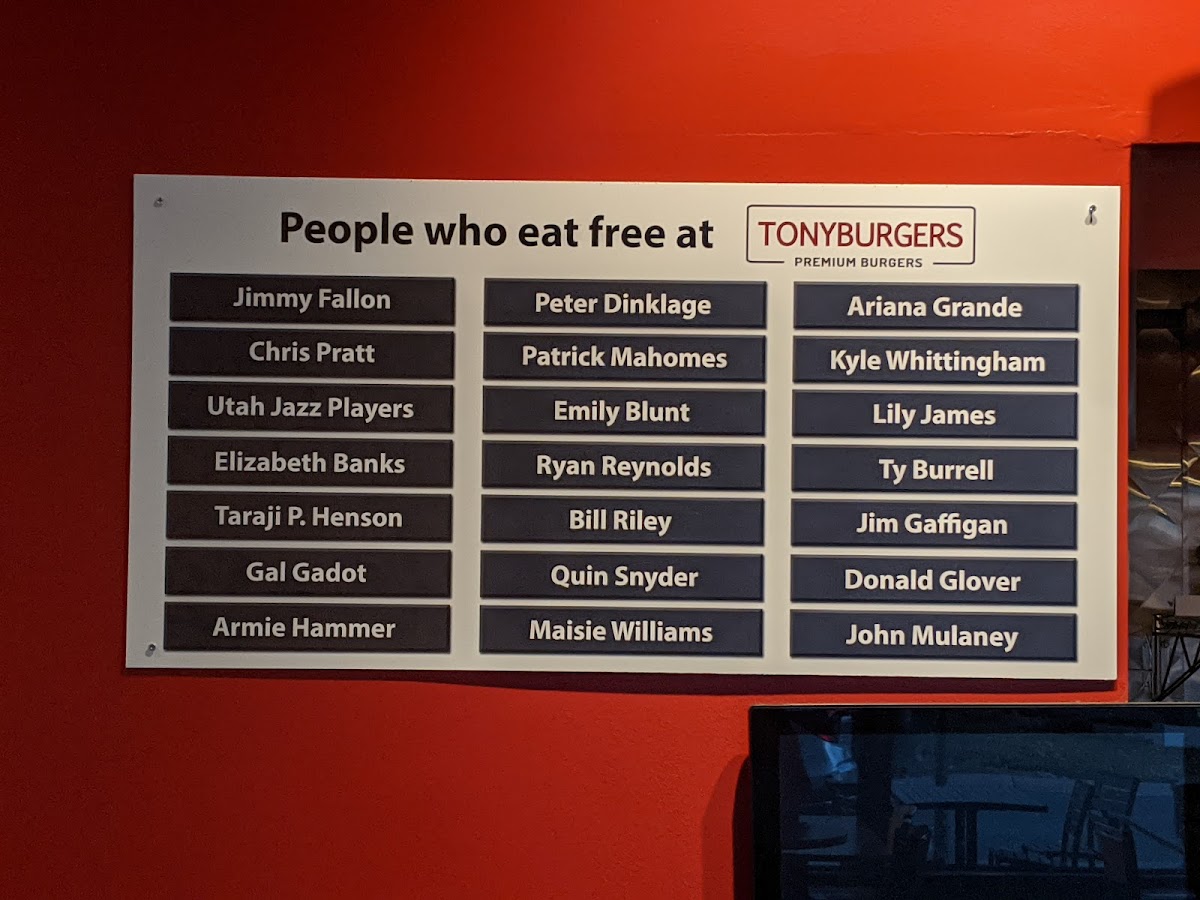 People who eat free at TONYBURGERS
PREMIUM BURGERS
Jimmy Fallon
Chris Pratt
Utah Jazz Players
Elizabeth Banks
Taraji P. Henson
Gal Gadot
Armie Hammer
Peter Dinklage
Patrick Mahomes
Emily Blunt
Ryan Reynolds
Bill Riley
Quin Snyder
Maisie Williams
Ariana Grande
Kyle Whittingham
Lily James
Ty Burrell
Jim Gaffigan
Donald Glover
John Mulaney